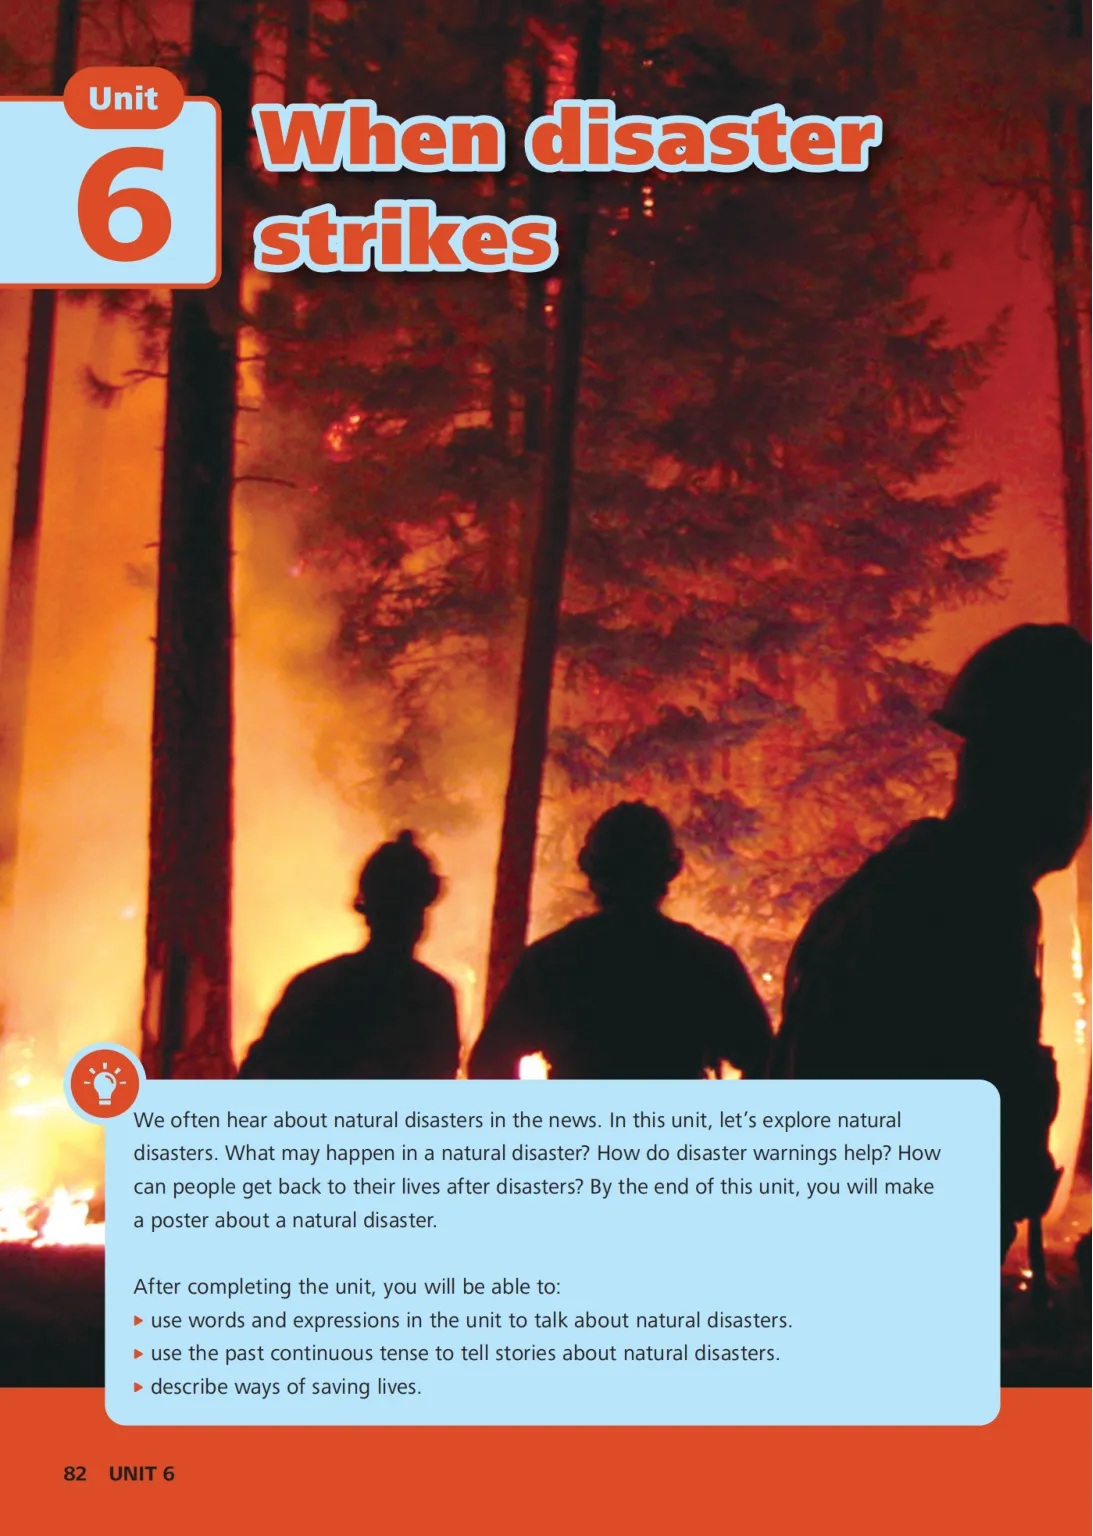 Unit
6
When disaster
strikes
We often hear about natural disasters in the news. In this unit, let's explore natural
disasters. What may happen in a natural disaster? How do disaster warnings help? How
can people get back to their lives after disasters? By the end of this unit, you will make
a poster about a natural disaster.
After completing the unit, you will be able to:
use words and expressions in the unit to talk about natural disasters.
use the past continuous tense to tell stories about natural disasters.
describe ways of saving lives.
82 UNIT 6